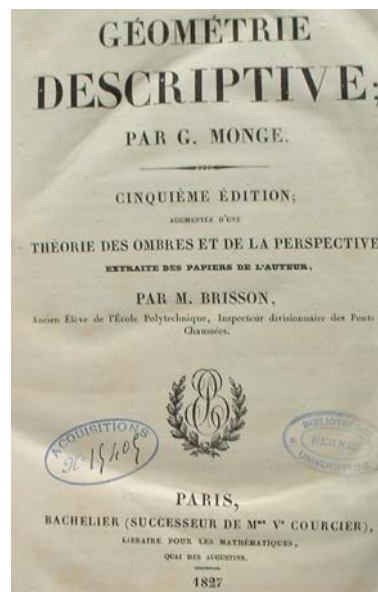 GÉOMÉTRIE
DESCRIPTIVE;
PAR G. MONGE.
CINQUIÈME ÉDITION;
AUGMENTÉE D'UNE
THÉORIE DES OMBRES ET DE LA PERSPECTIVE
EXTRAITE DES PAPIERS DE L'AUTEUR,
PAR M. BRISSON,
Ancien Élève de l'École Polytechnique, Inspecteur divisionnaire des Ponts
Chaussées.
ACQUISITIONS
BIBLIOTH
UNIVERSITAIRE
PARIS,
BACHELIER (SUCCESSEUR DE Mme Ve COURCIER),
LIBRAIRE POUR LES MATHÉMATIQUES,
QUAI DES AUGUSTINS.
1827